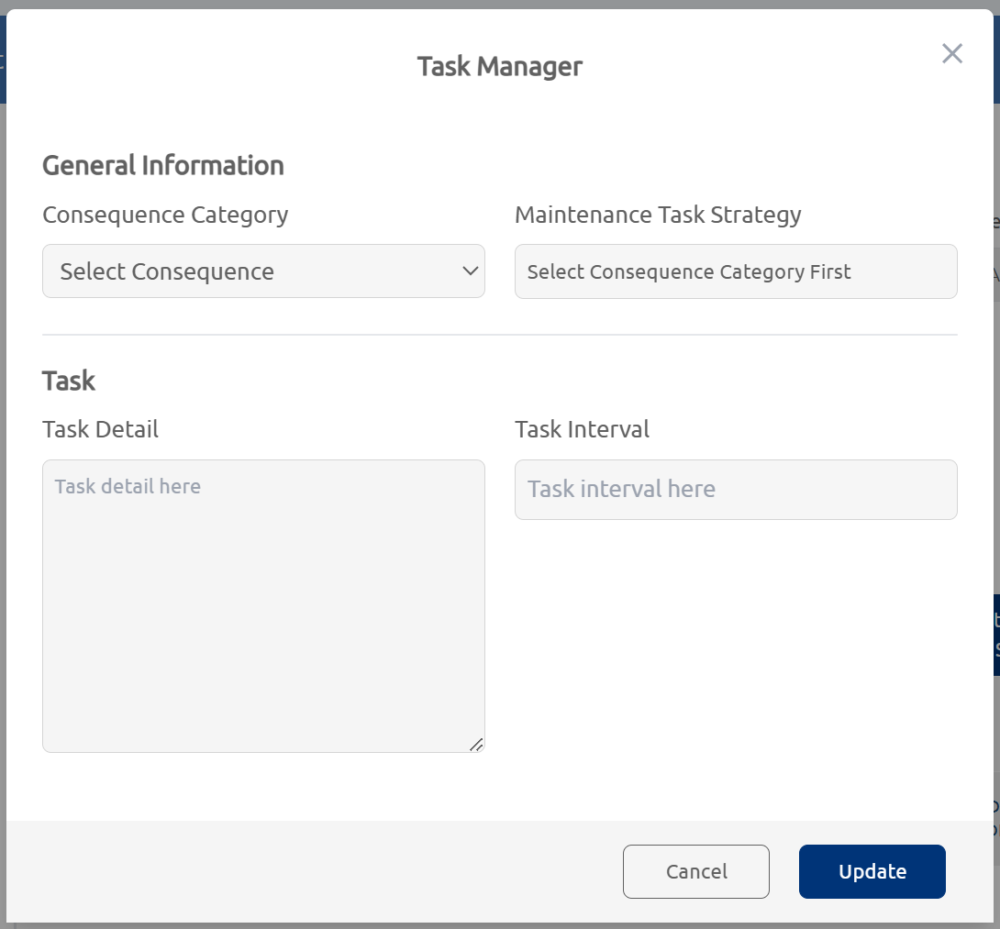 Task Manager
General Information
Consequence Category
Maintenance Task Strategy
Select Consequence
Select Consequence Category First
Task
Task Detail
Task Interval
Task detail here
Task interval here
Cancel
Update